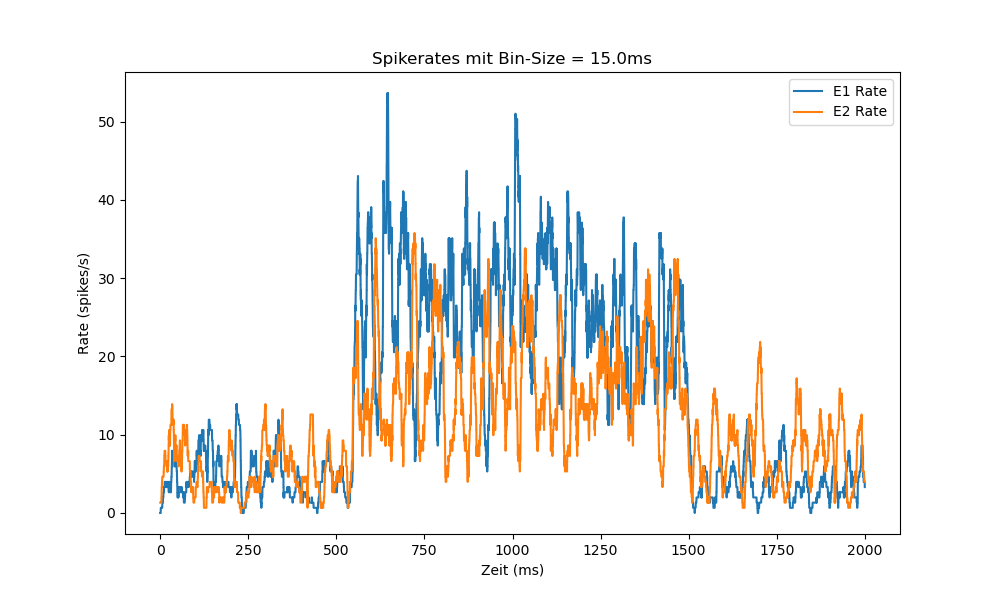 Spikerates mit Bin-Size = 15.0ms
E1 Rate
E2 Rate
50
40
30
20
10
0
Rate (spikes/s)
0 250 500 750 1000 1250 1500 1750 2000
Zeit (ms)